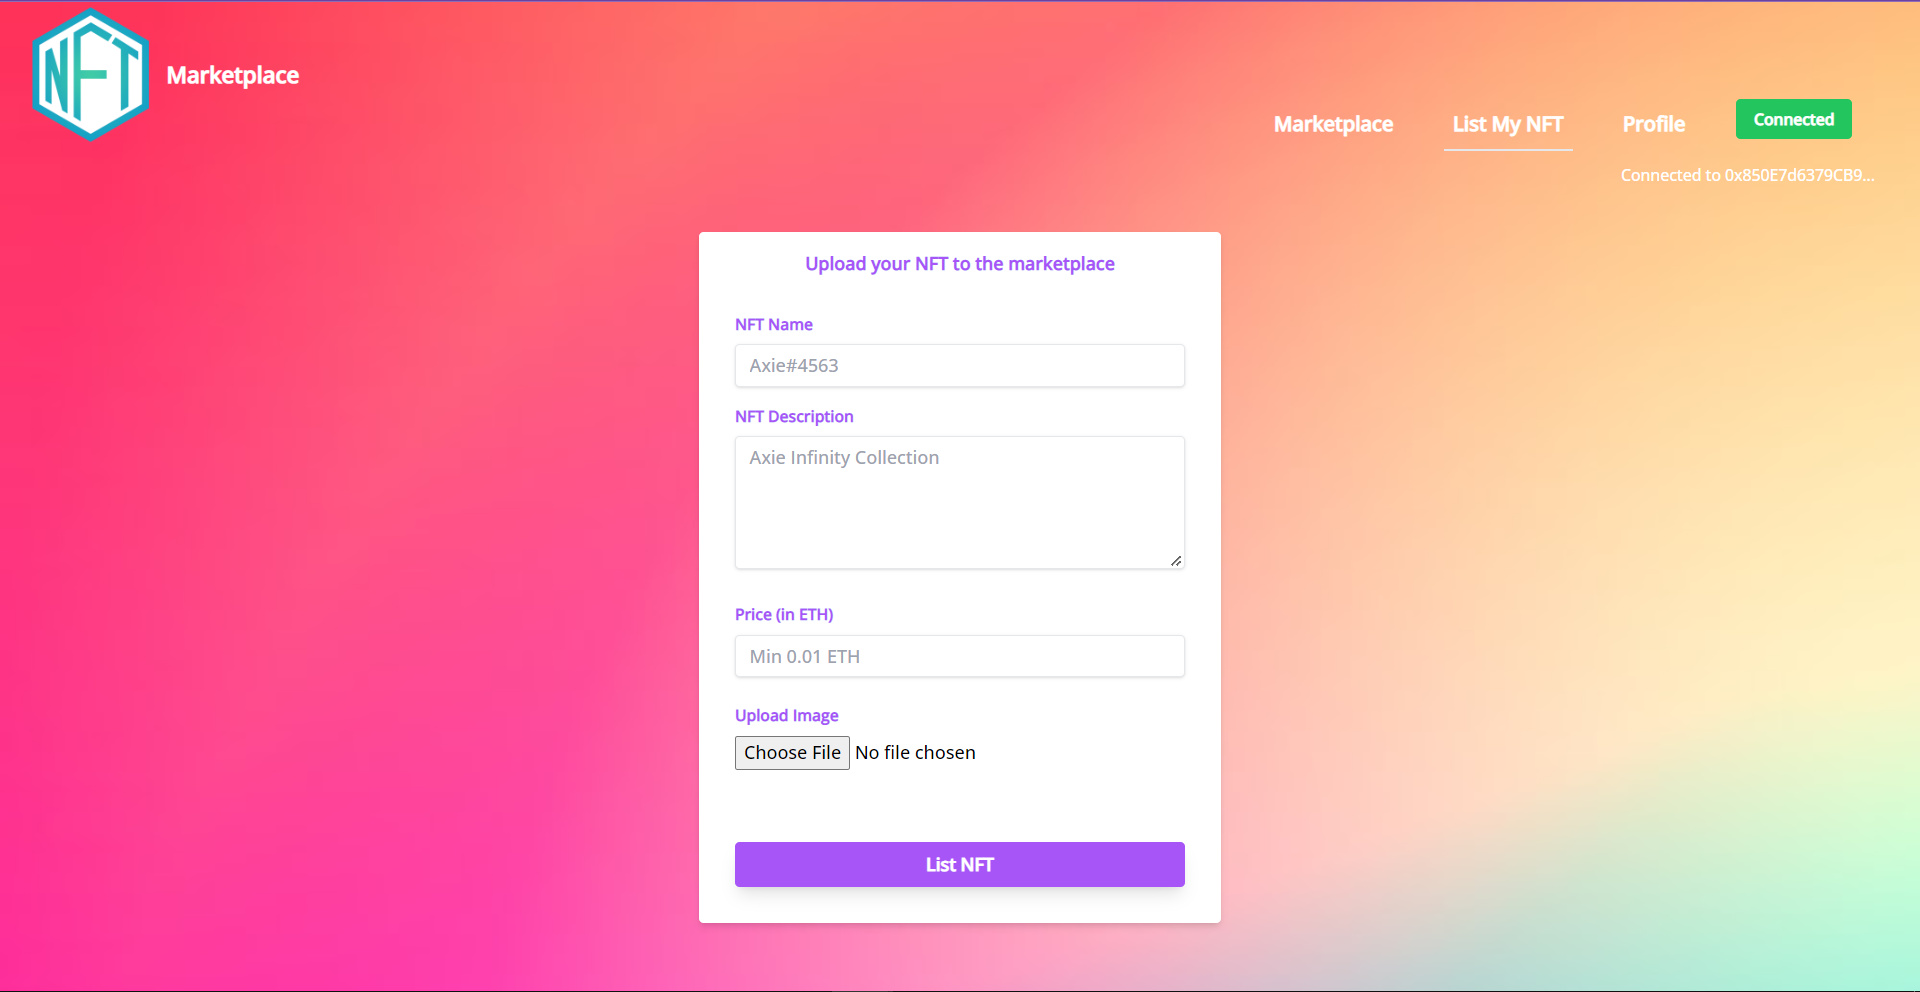 NFT
Marketplace
Marketplace
List My NFT
Profile
Connected
Connected to 0x850E7d6379CB9...
Upload your NFT to the marketplace
NFT Name
Axie#4563
NFT Description
Axie Infinity Collection
Price (in ETH)
Min 0.01 ETH
Upload Image
Choose File No file chosen
List NFT